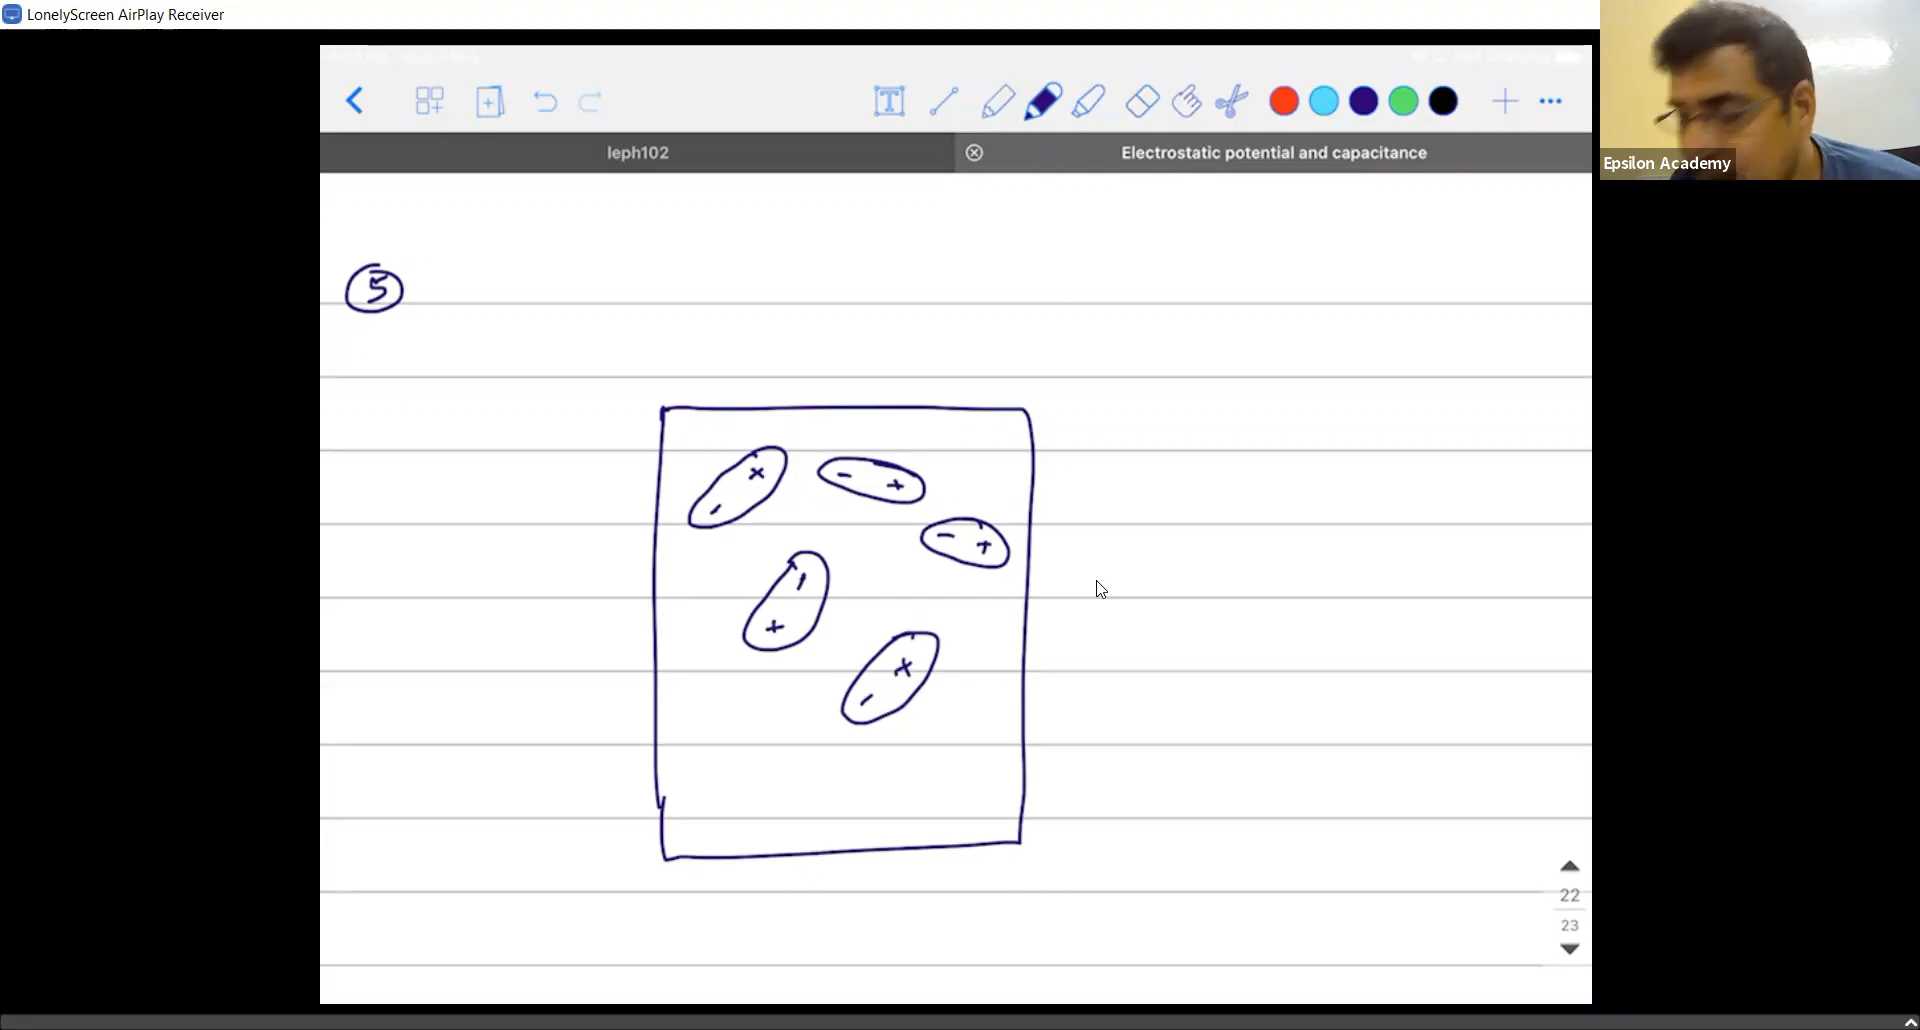 LonelyScreen AirPlay Receiver
T
leph102
Electrostatic potential and capacitance
Epsilon Academy
5
+
- +
-
- +
-
+
+
-
22
23